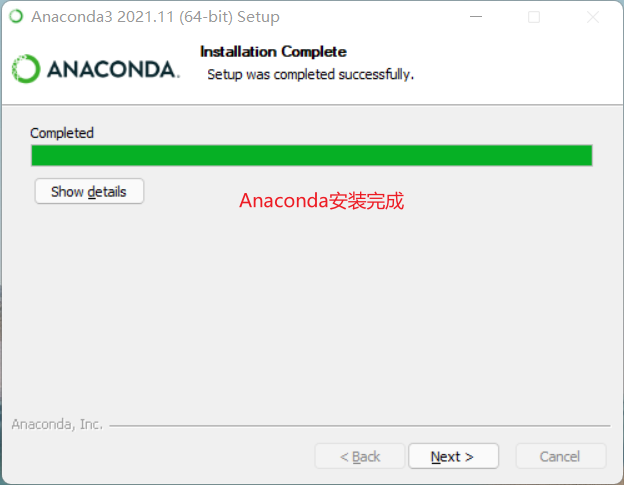 Anaconda3 2021.11 (64-bit) Setup
ANACONDA.
Installation Complete
Setup was completed successfully.
Completed
Show details
Anaconda安装完成
Anaconda, Inc.
< Back
Next >
Cancel